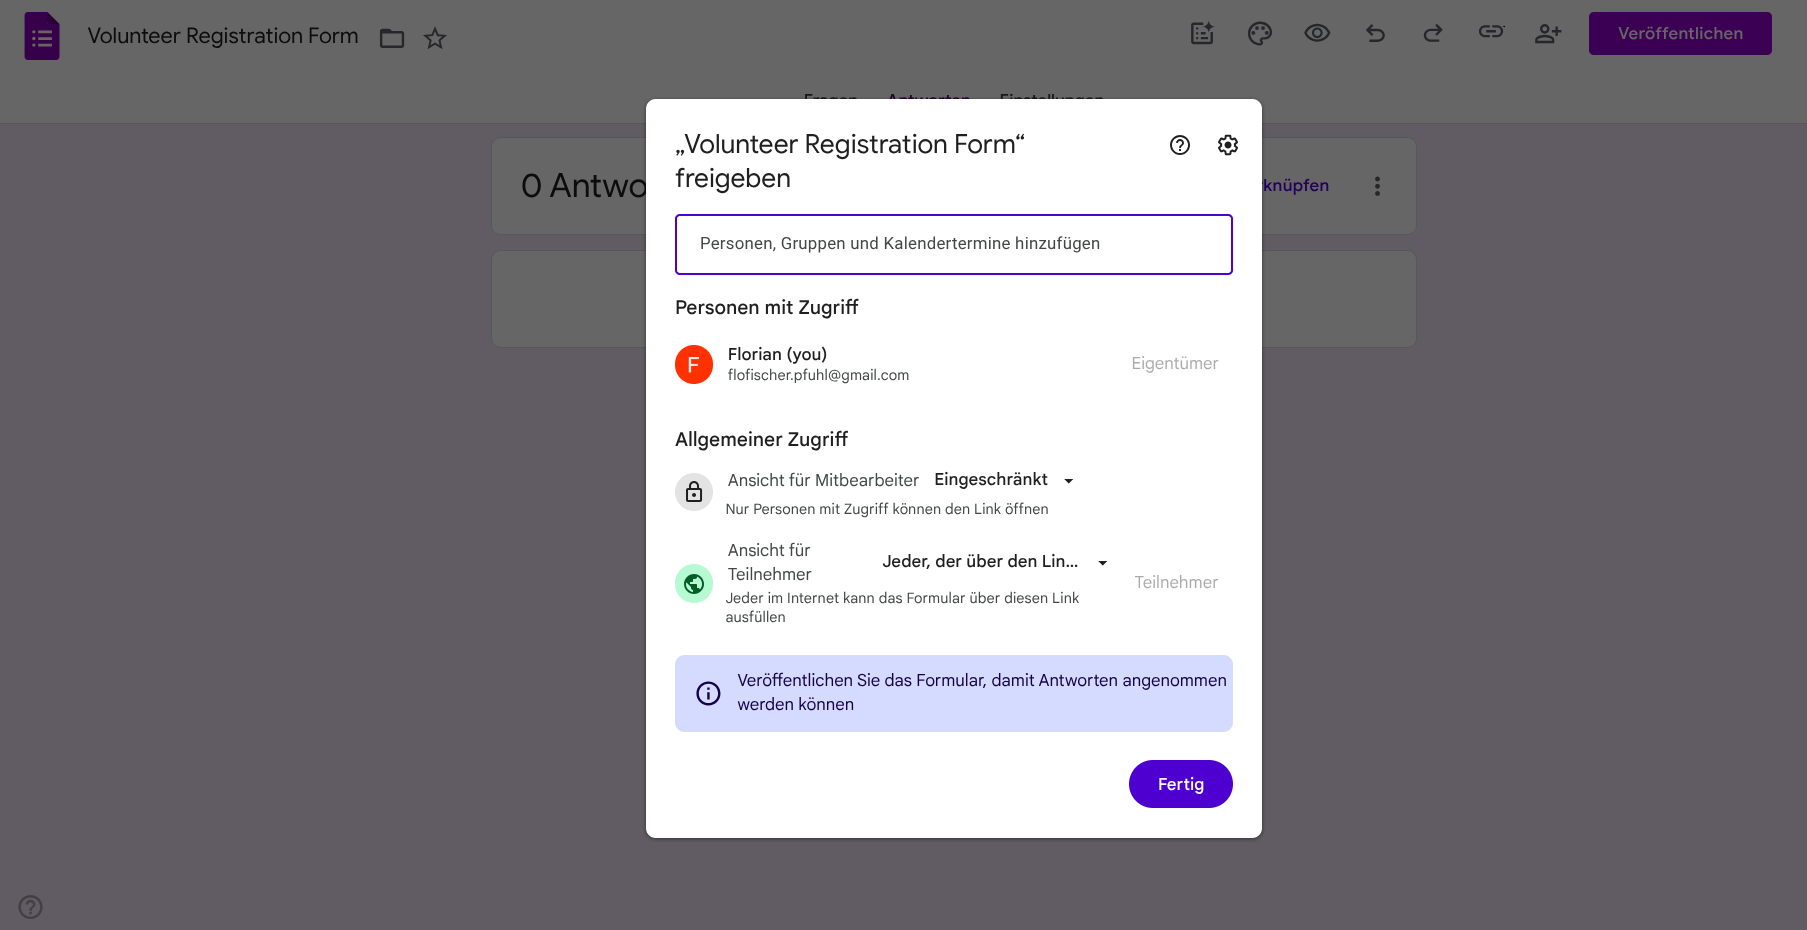 Volunteer Registration Form
Veröffentlichen
Fragen Antworten Einstellungen
„Volunteer Registration Form“
freigeben
0 Antwo
knüpfen
Personen, Gruppen und Kalendertermine hinzufügen
Personen mit Zugriff
F
Florian (you)
flofischer.pfuhl@gmail.com
Eigentümer
Allgemeiner Zugriff
Ansicht für Mitbearbeiter Eingeschränkt
Nur Personen mit Zugriff können den Link öffnen
Ansicht für
Teilnehmer
Jeder, der über den Lin...
Teilnehmer
Jeder im Internet kann das Formular über diesen Link
ausfüllen
Veröffentlichen Sie das Formular, damit Antworten angenommen
werden können
Fertig